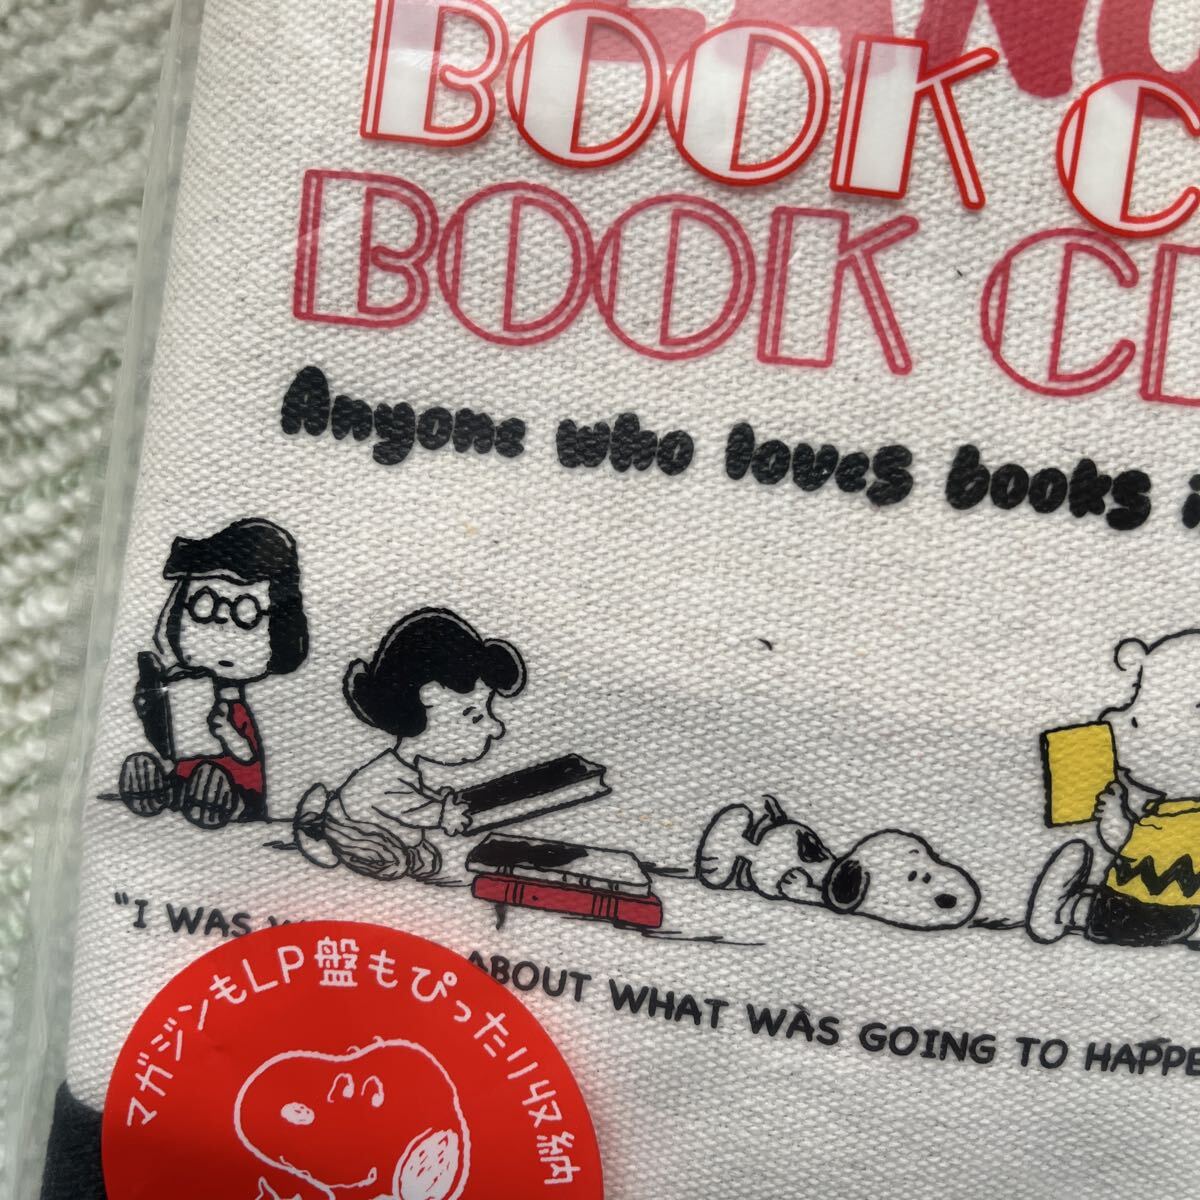 BOOK C
BOOK CL
Anyone who loves books
"I WAS
ABOUT WHAT WAS GOING TO HAPPE
マガジンもLP盤もぴったり収納